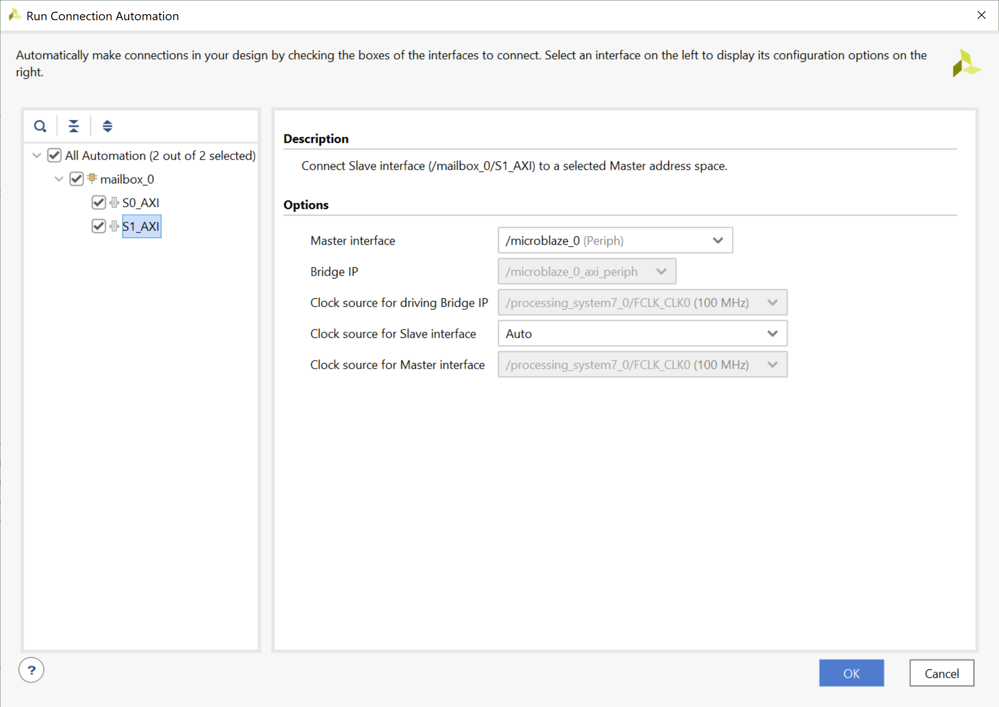 Run Connection Automation
Automatically make connections in your design by checking the boxes of the interfaces to connect. Select an interface on the left to display its configuration options on the
right.
All Automation (2 out of 2 selected)
mailbox_0
S0_AXI
S1_AXI
Description
Connect Slave interface (/mailbox_0/S1_AXI) to a selected Master address space.
Options
Master interface /microblaze_0 (Periph)
Bridge IP /microblaze_0_axi_periph
Clock source for driving Bridge IP /processing_system7_0/FCLK_CLK0 (100 MHz)
Clock source for Slave interface Auto
Clock source for Master interface /processing_system7_0/FCLK_CLK0 (100 MHz)
?
OK
Cancel